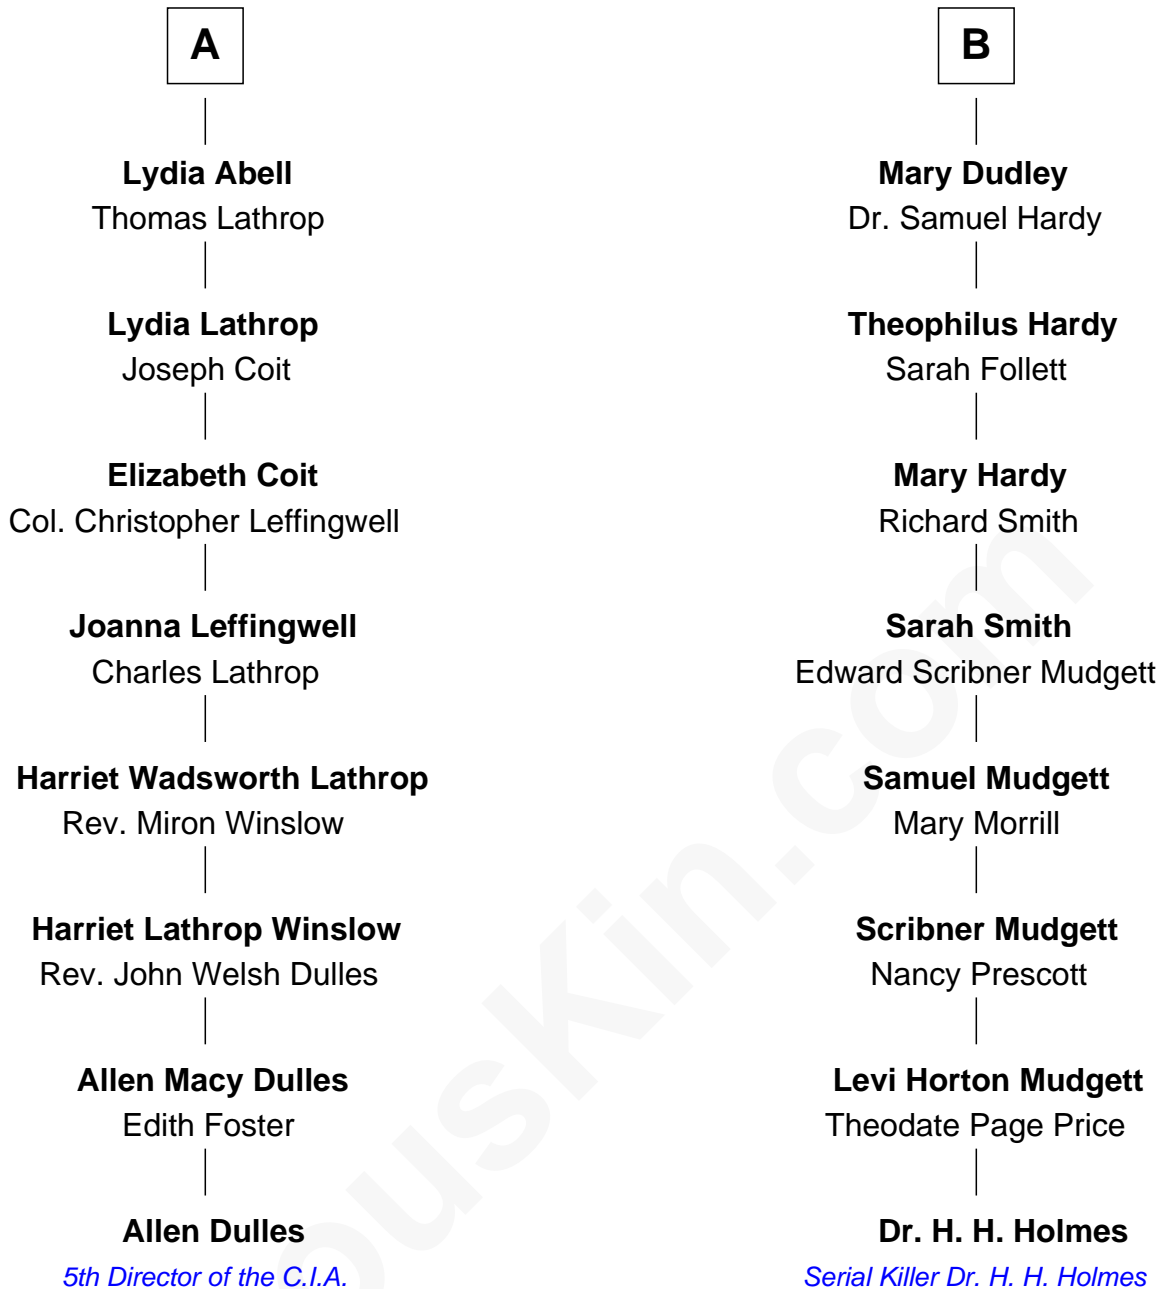 A
B
Lydia Abell
Thomas Lathrop
Mary Dudley
Dr. Samuel Hardy
Lydia Lathrop
Joseph Coit
Theophilus Hardy
Sarah Follett
Elizabeth Coit
Col. Christopher Leffingwell
Mary Hardy
Richard Smith
Joanna Leffingwell
Charles Lathrop
Sarah Smith
Edward Scribner Mudgett
Harriet Wadsworth Lathrop
Rev. Miron Winslow
Samuel Mudgett
Mary Morrill
Harriet Lathrop Winslow
Rev. John Welsh Dulles
Scribner Mudgett
Nancy Prescott
Allen Macy Dulles
Edith Foster
Levi Horton Mudgett
Theodate Page Price
Allen Dulles
5th Director of the C.I.A.
Dr. H. H. Holmes
Serial Killer Dr. H. H. Holmes
ousKin.com